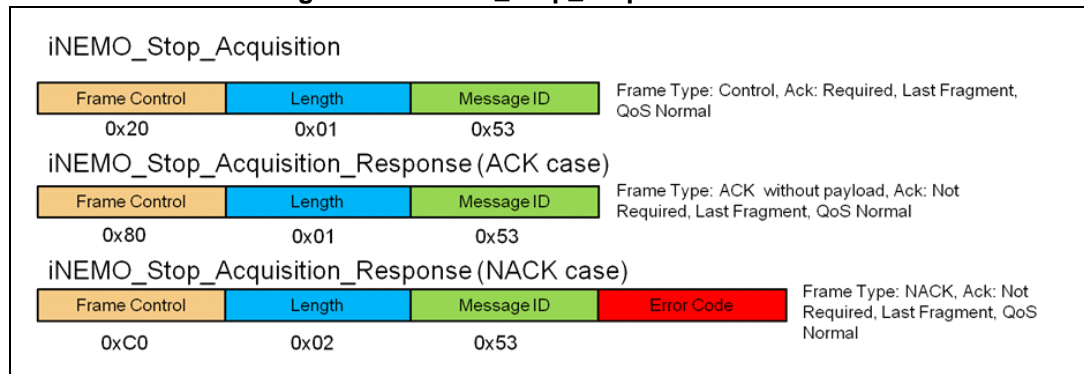 iNEMO_Stop_Acquisition
Frame Control Length Message ID
Frame Type: Control, Ack: Required, Last Fragment,
QoS Normal
0x20 0x01 0x53
iNEMO_Stop_Acquisition_Response (ACK case)
Frame Control Length Message ID
Frame Type: ACK without payload, Ack: Not
Required, Last Fragment, QoS Normal
0x80 0x01 0x53
iNEMO_Stop_Acquisition_Response (NACK case)
Frame Control Length Message ID Error Code
Frame Type: NACK, Ack: Not
Required, Last Fragment, QoS
Normal
0xC0 0x02 0x53